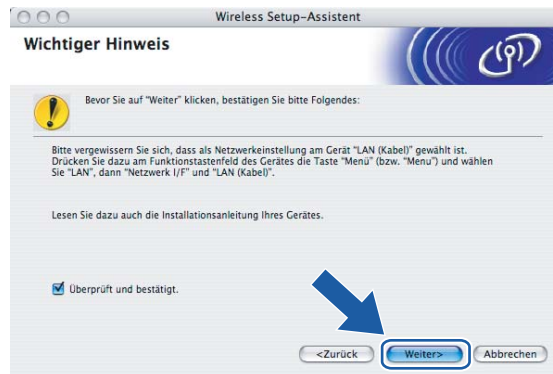 Wireless Setup-Assistent
Wichtiger Hinweis
Bevor Sie auf "Weiter" klicken, bestätigen Sie bitte Folgendes:
Bitte vergewissern Sie sich, dass als Netzwerkeinstellung am Gerät "LAN (Kabel)" gewählt ist.
Drücken Sie dazu am Funktionstastenfeld des Gerätes die Taste "Menü" (bzw. "Menu") und wählen
Sie "LAN", dann "Netzwerk I/F" und "LAN (Kabel)".
Lesen Sie dazu auch die Installationsanleitung Ihres Gerätes.
Überprüft und bestätigt.
<Zurück Weiter> Abbrechen